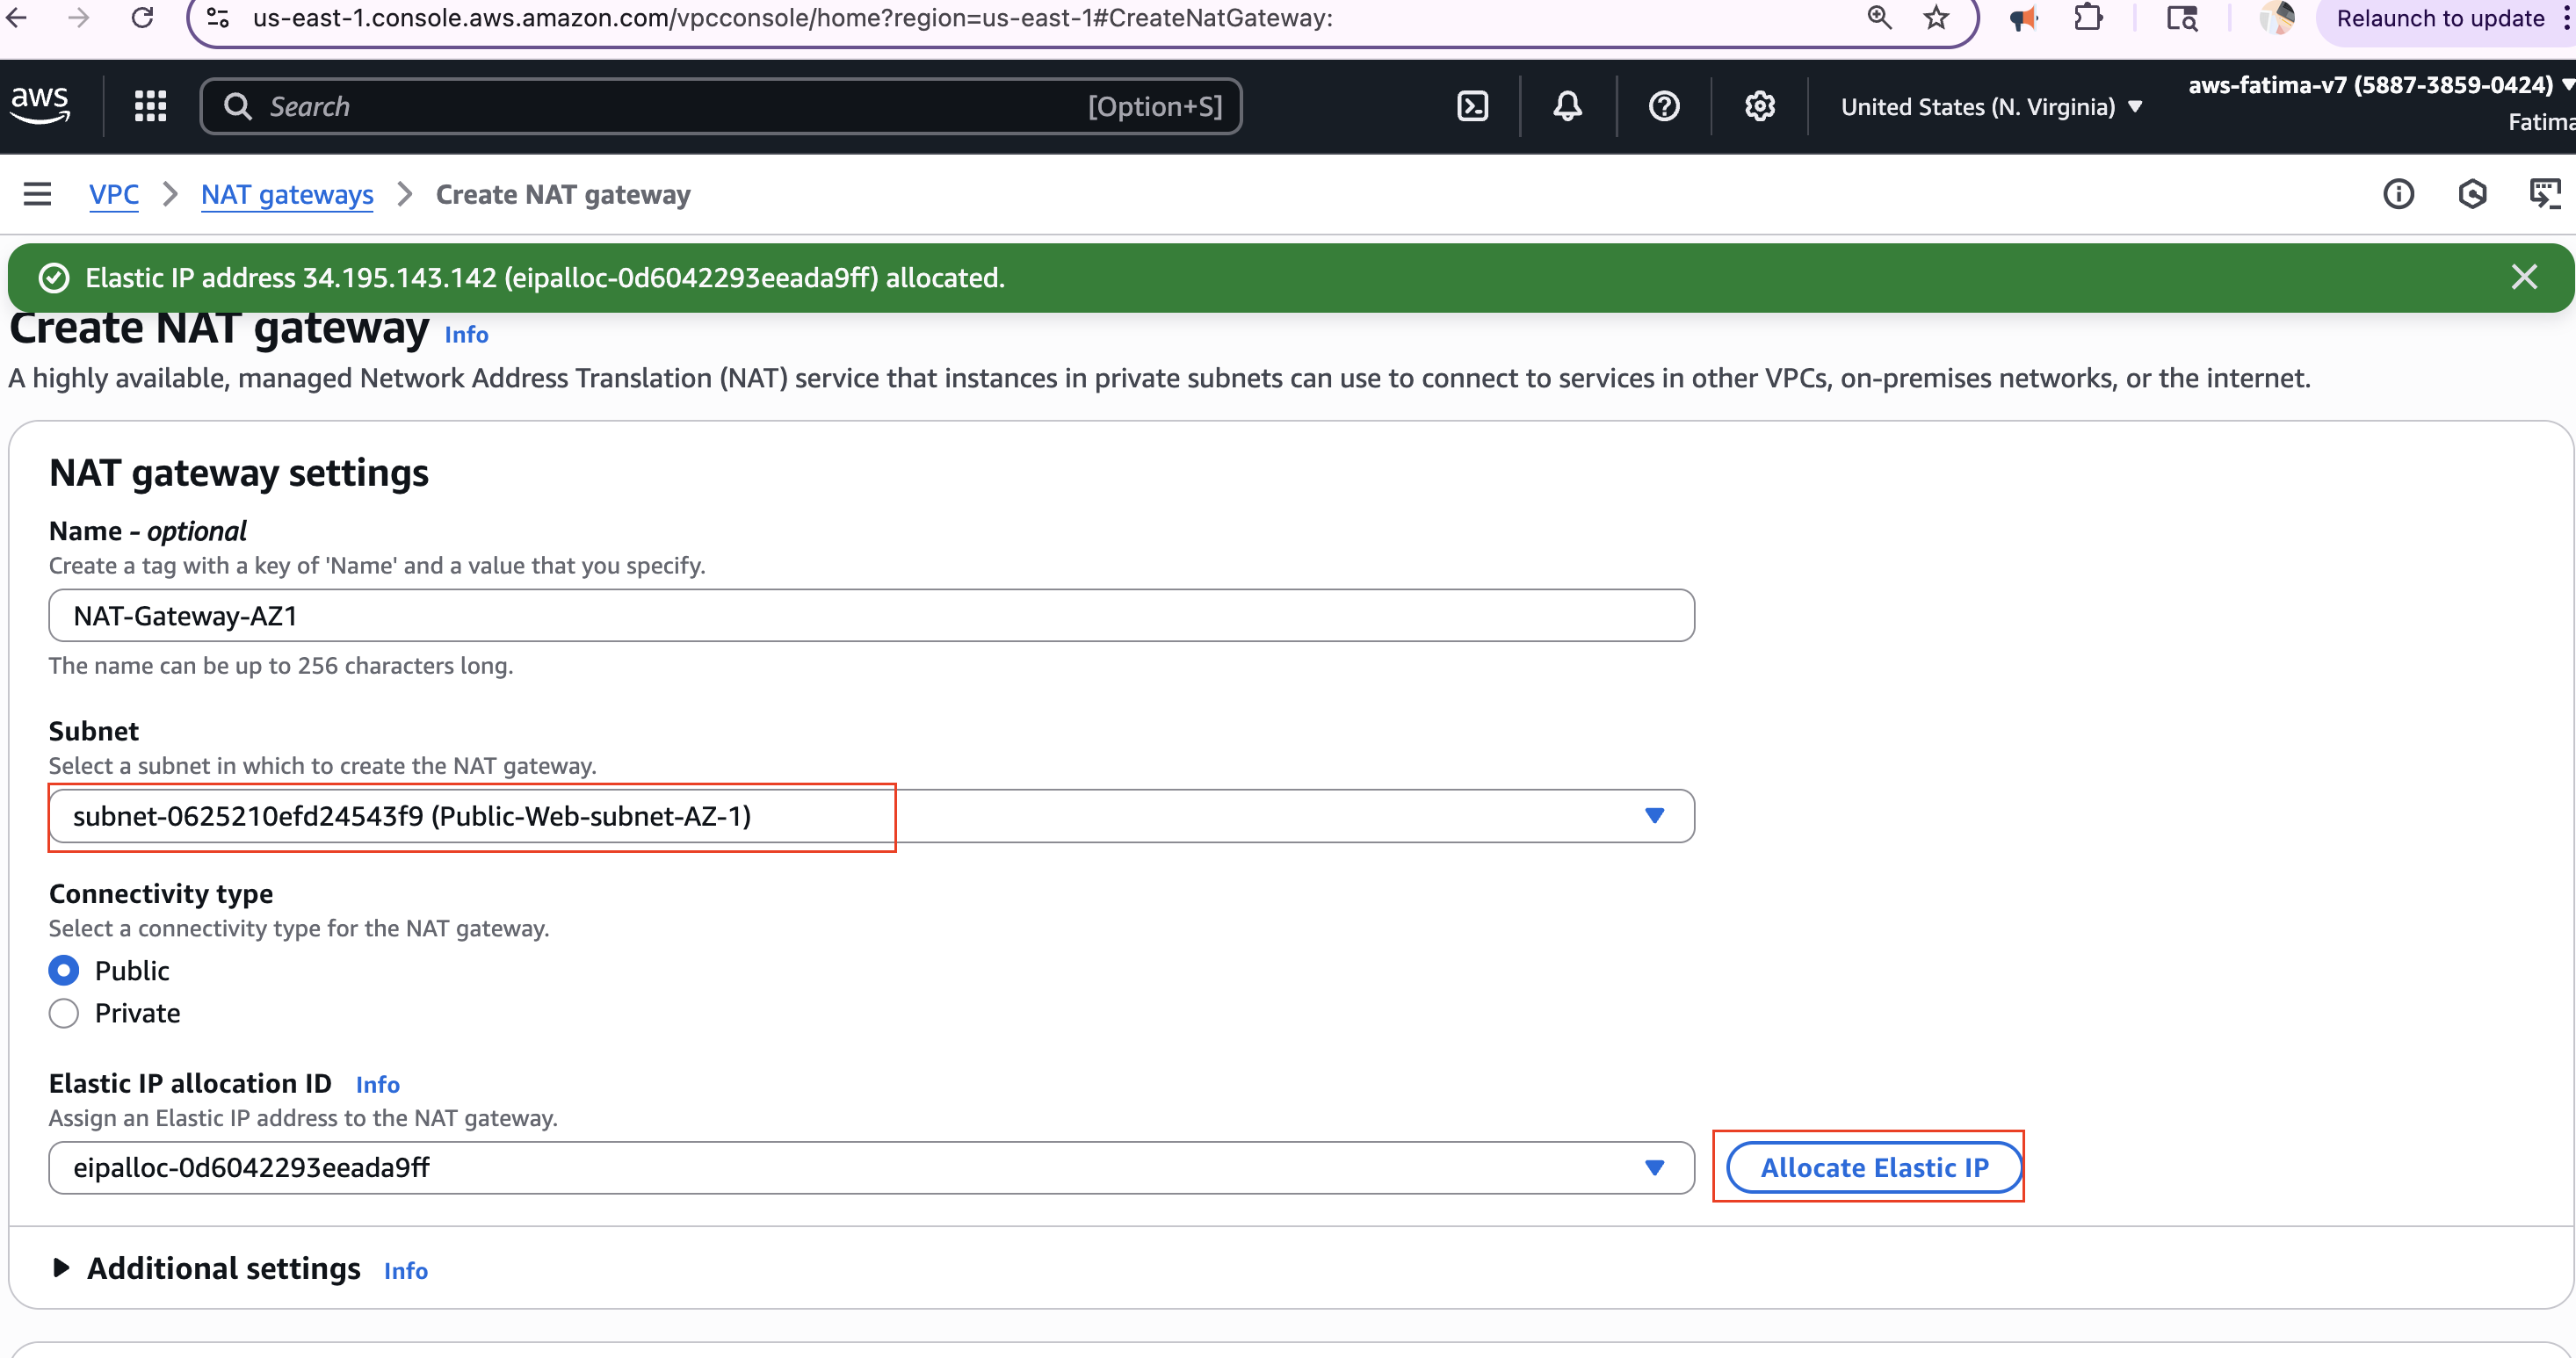 us-east-1.console.aws.amazon.com/vpcconsole/home?region=us-east-1#CreateNatGateway:
Relaunch to update
aws
Search
[Option+S]
United States (N. Virginia)
aws-fatima-v7 (5887-3859-0424)
Fatima
VPC
NAT gateways
Create NAT gateway
Elastic IP address 34.195.143.142 (eipalloc-0d6042293eeada9ff) allocated.
Create NAT gateway Info
A highly available, managed Network Address Translation (NAT) service that instances in private subnets can use to connect to services in other VPCs, on-premises networks, or the internet.
NAT gateway settings
Name - optional
Create a tag with a key of 'Name' and a value that you specify.
NAT-Gateway-AZ1
The name can be up to 256 characters long.
Subnet
Select a subnet in which to create the NAT gateway.
subnet-0625210efd24543f9 (Public-Web-subnet-AZ-1)
Connectivity type
Select a connectivity type for the NAT gateway.
Public
Private
Elastic IP allocation ID Info
Assign an Elastic IP address to the NAT gateway.
eipalloc-0d6042293eeada9ff
Allocate Elastic IP
Additional settings Info